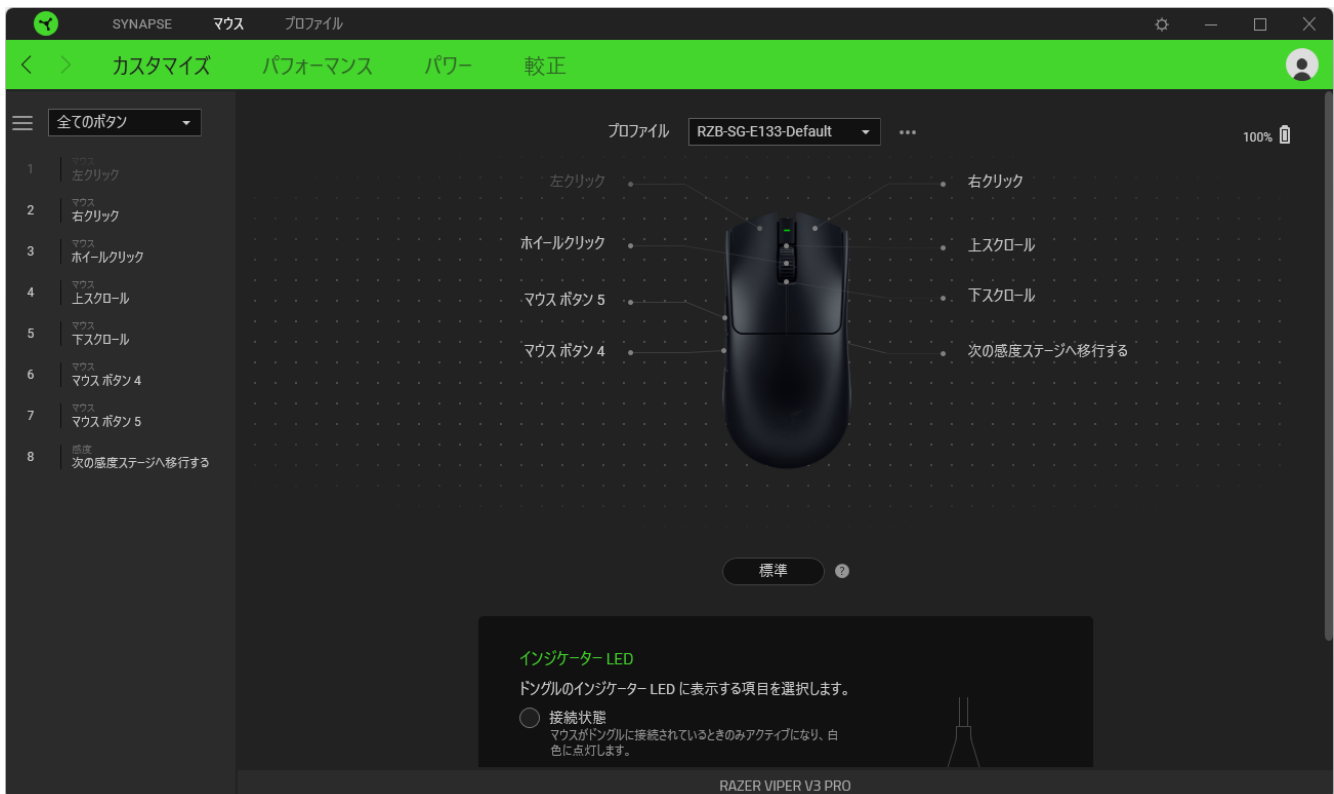 SYNAPSE マウス プロファイル
カスタマイズ パフォーマンス パワー 較正
全てのボタン
プロファイル RZB-SG-E133-Default
100%
1 マウス
左クリック
2 マウス
右クリック
3 マウス
ホイールクリック
4 マウス
上スクロール
5 マウス
下スクロール
6 マウス
マウス ボタン 4
7 マウス
マウス ボタン 5
8 感度
次の感度ステージへ移行する
左クリック
右クリック
ホイールクリック
上スクロール
マウス ボタン 5
下スクロール
マウス ボタン 4
次の感度ステージへ移行する
標準 ?
インジケーター LED
ドングルのインジケーター LED に表示する項目を選択します。
接続状態
マウスがドングルに接続されているときのみアクティブになり、白
色に点灯します。
RAZER VIPER V3 PRO